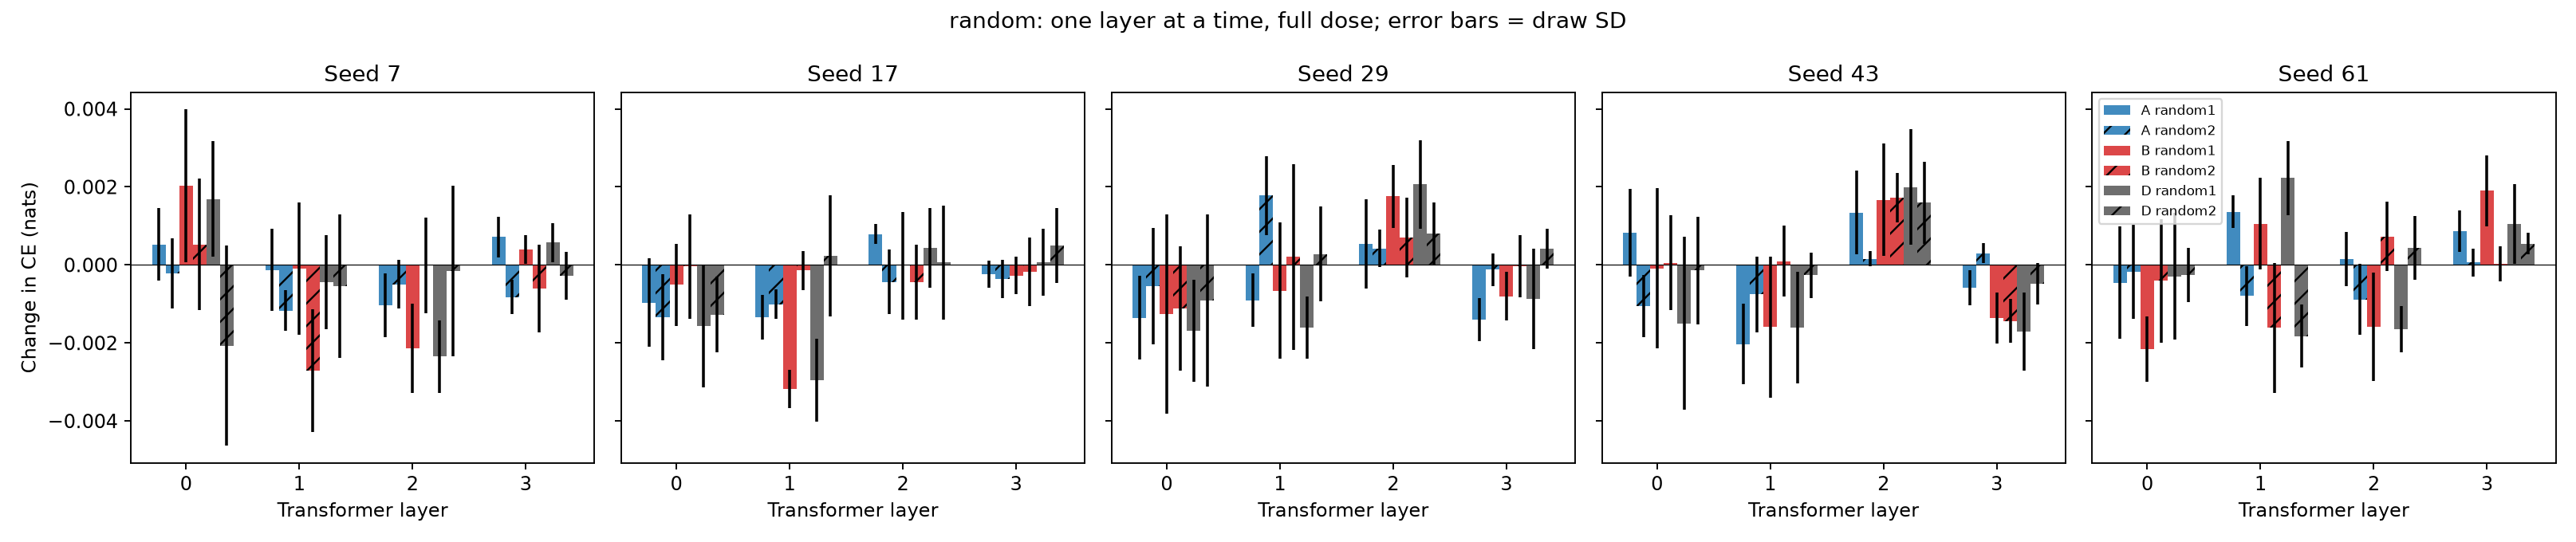 random: one layer at a time, full dose; error bars = draw SD
Seed 7
Seed 17
Seed 29
Seed 43
Seed 61
Change in CE (nats)
0.004
0.002
0.000
−0.002
−0.004
A random1
A random2
B random1
B random2
D random1
D random2
0 1 2 3
0 1 2 3
0 1 2 3
0 1 2 3
0 1 2 3
Transformer layer
Transformer layer
Transformer layer
Transformer layer
Transformer layer